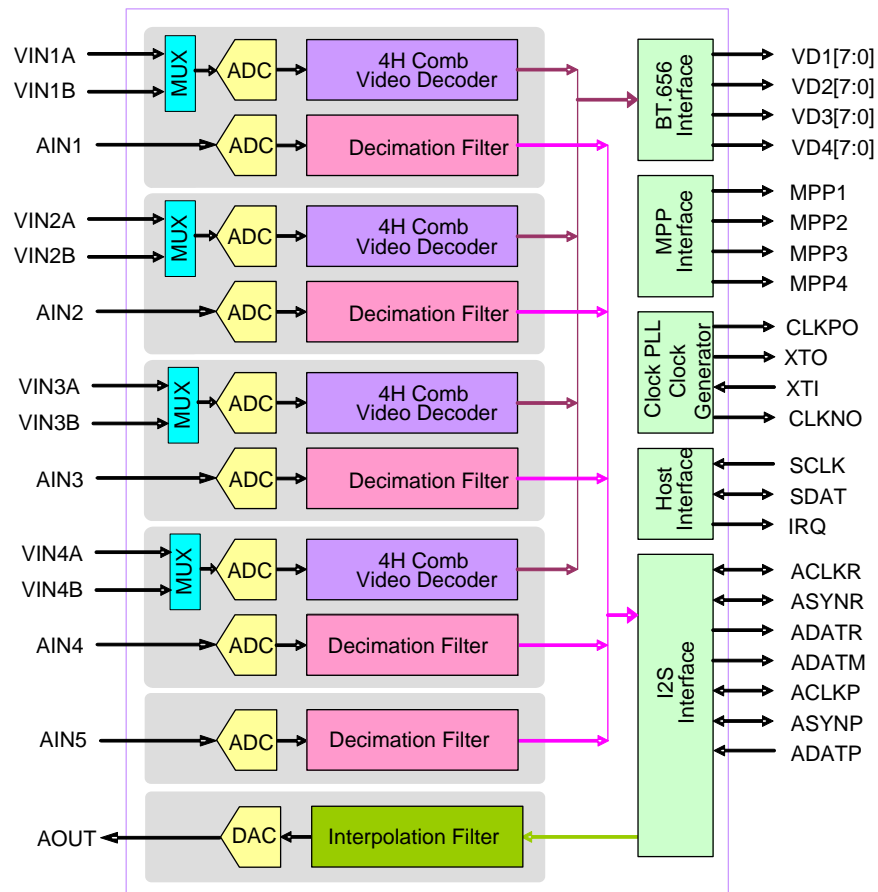 VIN1A
VIN1B
MUX
ADC
4H Comb
Video Decoder
AIN1
ADC
Decimation Filter
VIN2A
VIN2B
MUX
ADC
4H Comb
Video Decoder
AIN2
ADC
Decimation Filter
VIN3A
VIN3B
MUX
ADC
4H Comb
Video Decoder
AIN3
ADC
Decimation Filter
VIN4A
VIN4B
MUX
ADC
4H Comb
Video Decoder
AIN4
ADC
Decimation Filter
AIN5
ADC
Decimation Filter
AOUT
DAC
Interpolation Filter
BT.656
Interface
VD1[7:0]
VD2[7:0]
VD3[7:0]
VD4[7:0]
MPP
Interface
MPP1
MPP2
MPP3
MPP4
Clock PLL
Clock
Generator
CLKPO
XTO
XTI
CLKNO
Host
Interface
SCLK
SDAT
IRQ
I2S
Interface
ACLKR
ASYNR
ADATR
ADATM
ACLKP
ASYNP
ADATP